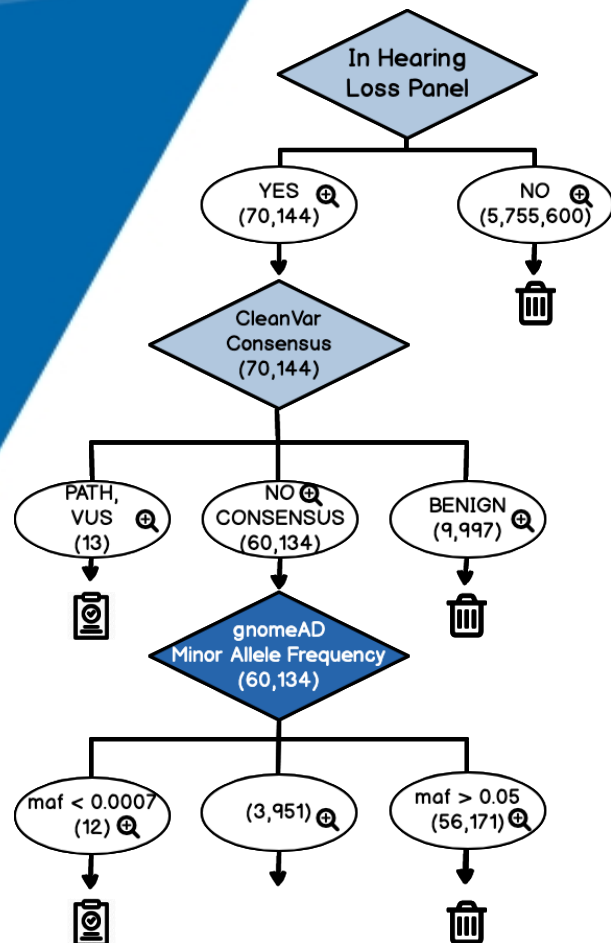 In Hearing
Loss Panel
YES
(70,144)
NO
(5,755,600)
CleanVar
Consensus
(70,144)
PATH,
VUS
(13)
NO
CONSENSUS
(60,134)
BENIGN
(9,997)
gnomeAD
Minor Allele Frequency
(60,134)
maf < 0.0007
(12)
(3,951)
maf > 0.05
(56,171)